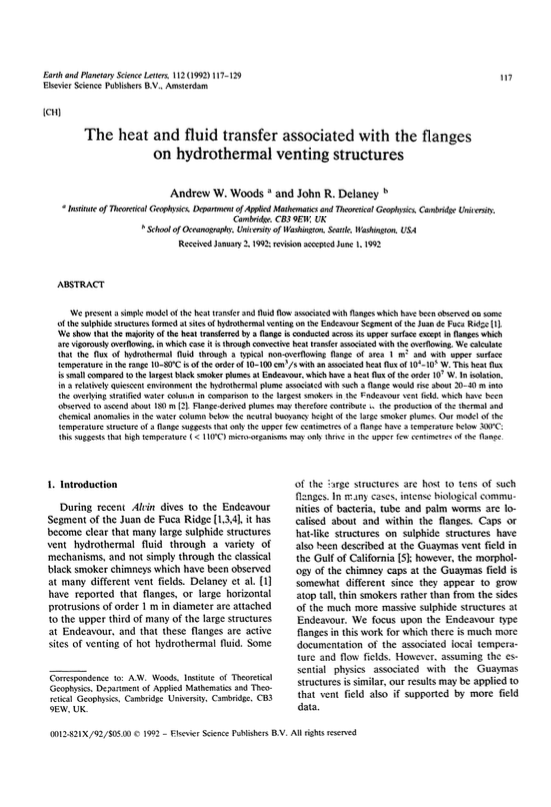 Earth and Planetary Science Letters, 112 (1992) 117–129
Elsevier Science Publishers B.V., Amsterdam
117
[CH]
The heat and fluid transfer associated with the flanges
on hydrothermal venting structures
Andrew W. Woods ᵃ and John R. Delaney ᵇ
ᵃ Institute of Theoretical Geophysics, Department of Applied Mathematics and Theoretical Geophysics, Cambridge University,
Cambridge, CB3 9EW, UK
ᵇ School of Oceanography, University of Washington, Seattle, Washington, USA
Received January 2, 1992; revision accepted June 1, 1992
ABSTRACT
We present a simple model of the heat transfer and fluid flow associated with flanges which have been observed on some
of the sulphide structures formed at sites of hydrothermal venting on the Endeavour Segment of the Juan de Fuca Ridge [1].
We show that the majority of the heat transferred by a flange is conducted across its upper surface except in flanges which
are vigorously overflowing, in which case it is through convective heat transfer associated with the overflowing. We calculate
that the flux of hydrothermal fluid through a typical non-overflowing flange of area 1 m² and with upper surface
temperature in the range 10–80°C is of the order of 10–100 cm³/s with an associated heat flux of 10⁴–10⁵ W. This heat flux
is small compared to the largest black smoker plumes at Endeavour, which have a heat flux of the order 10⁷ W. In isolation,
in a relatively quiescent environment the hydrothermal plume associated with such a flange would rise about 20–40 m into
the overlying stratified water column in comparison to the largest smokers in the Endeavour vent field, which have been
observed to ascend about 180 m [2]. Flange-derived plumes may therefore contribute in the production of the thermal and
chemical anomalies in the water column below the neutral buoyancy height of the large smoker plumes. Our model of the
temperature structure of a flange suggests that only the upper few centimetres of a flange have a temperature below 300°C;
this suggests that high temperature (< 110°C) micro-organisms may only thrive in the upper few centimetres of the flange.
1. Introduction
During recent Alvin dives to the Endeavour
Segment of the Juan de Fuca Ridge [1,3,4], it has
become clear that many large sulphide structures
vent hydrothermal fluid through a variety of
mechanisms, and not simply through the classical
black smoker chimneys which have been observed
at many different vent fields. Delaney et al. [1]
have reported that flanges, or large horizontal
protrusions of order 1 m in diameter are attached
to the upper third of many of the large structures
at Endeavour, and that these flanges are active
sites of venting of hot hydrothermal fluid. Some
Correspondence to: A.W. Woods, Institute of Theoretical
Geophysics, Department of Applied Mathematics and Theo-
retical Geophysics, Cambridge University, Cambridge, CB3
9EW, UK.
of the large structures are host to tens of such
flanges. In many cases, intense biological commu-
nities of bacteria, tube and palm worms are lo-
calised about and within the flanges. Caps or
hat-like structures on sulphide structures have
also been described at the Guaymas vent field in
the Gulf of California [5]; however, the morphol-
ogy of the chimney caps at the Guaymas field is
somewhat different since they appear to grow
atop tall, thin smokers rather than from the sides
of the much more massive sulphide structures at
Endeavour. We focus upon the Endeavour type
flanges in this work for which there is much more
documentation of the associated local tempera-
ture and flow fields. However, assuming the es-
sential physics associated with the Guaymas
structures is similar, our results may be applied to
that vent field also if supported by more field
data.
0012-821X/92/$05.00 © 1992 – Elsevier Science Publishers B.V. All rights reserved